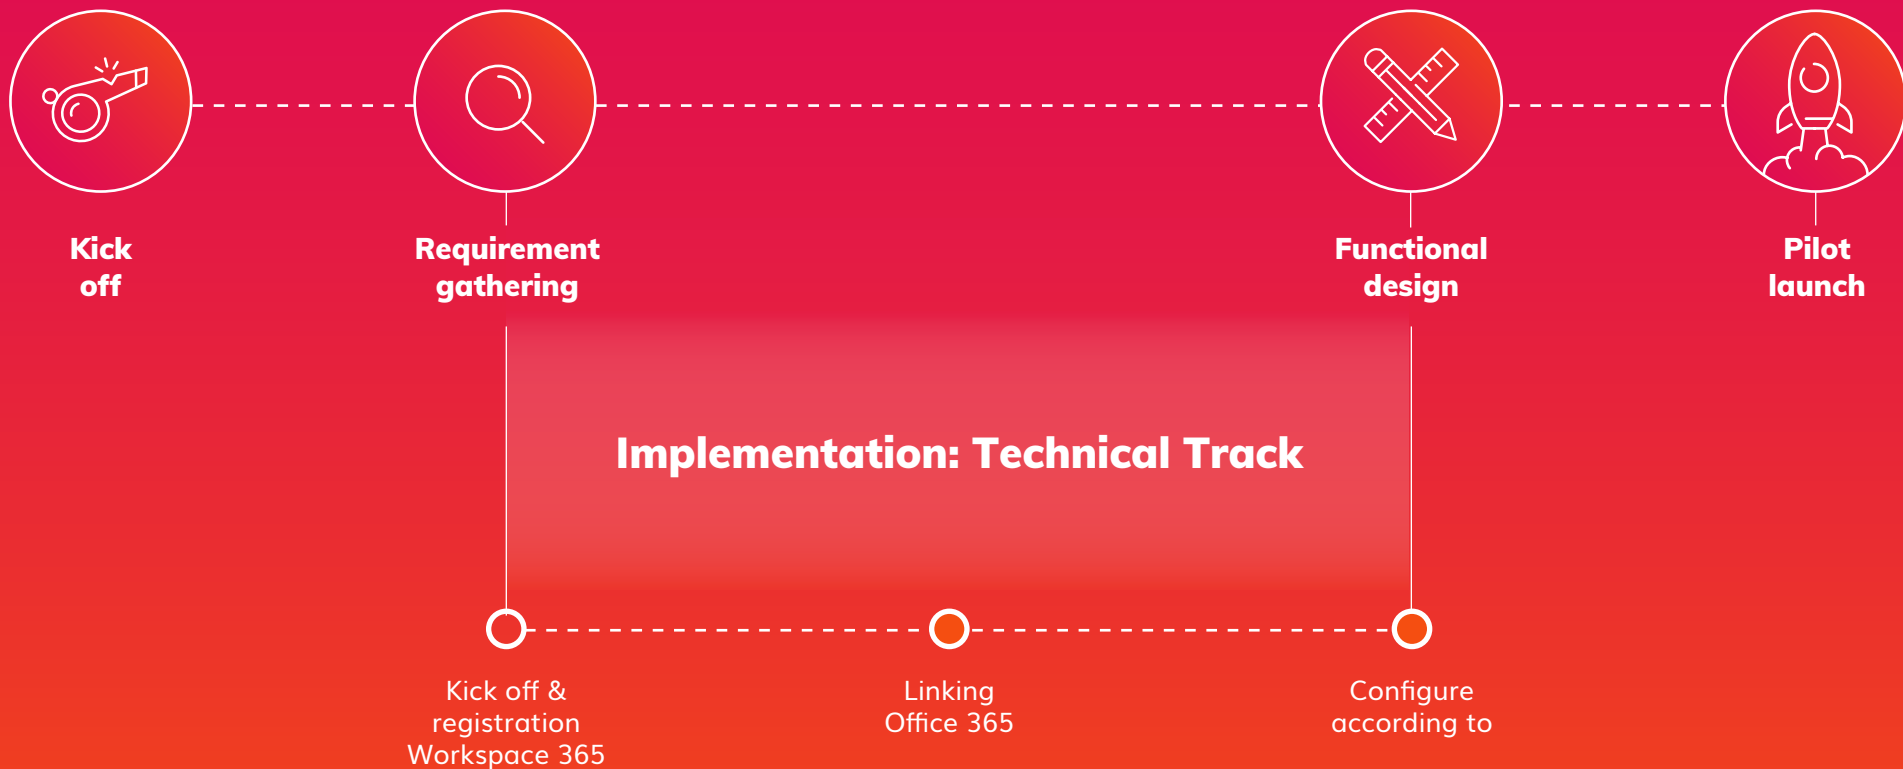 Kick
off
Requirement
gathering
Functional
design
Pilot
launch
Implementation: Technical Track
Kick off &
registration
Workspace 365
Linking
Office 365
Configure
according to